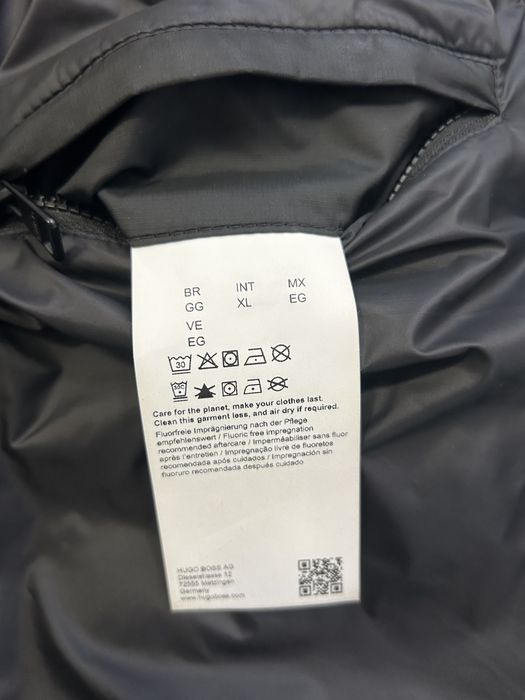 BR INT MX
GG XL EG
VE
EG
30
Care for the planet, make your clothes last.
Clean this garment less, and air dry if required.
Fluorfreie Imprägnierung nach der Pflege
empfehlenswert / Fluoric free impregnation
recommended aftercare / Imperméabiliser sans fluor
après l'entretien / Impregnação livre de fluoretos
recomendada após cuidados / Impregnación sin
fluoruro recomendada después cuidado
HUGO BOSS AG
Dieselstrasse 12
72555 Metzingen
Germany
www.hugoboss.com